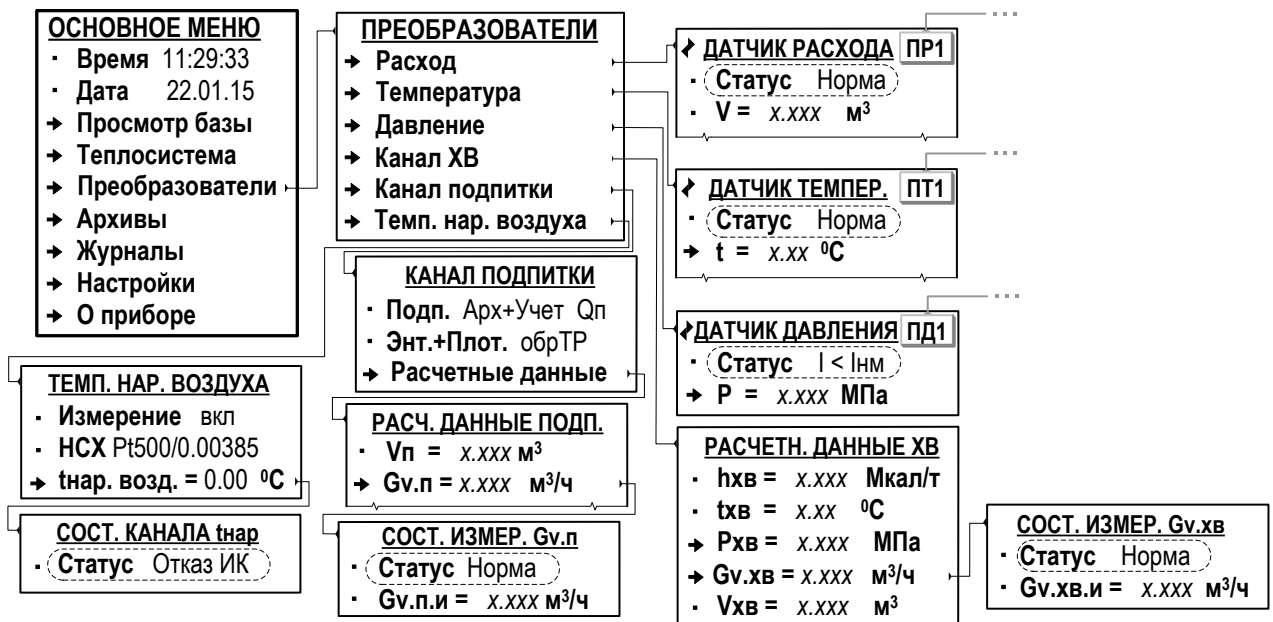 ОСНОВНОЕ МЕНЮ
Время 11:29:33
Дата 22.01.15
Просмотр базы
Теплосистема
Преобразователи
Архивы
Журналы
Настройки
О приборе
ПРЕОБРАЗОВАТЕЛИ
Расход
Температура
Давление
Канал ХВ
Канал подпитки
Темп. нар. воздуха
ДАТЧИК РАСХОДА ПР1
Статус Норма
V = x.xxx м³
ДАТЧИК ТЕМПЕР. ПТ1
Статус Норма
t = x.xx ⁰C
ДАТЧИК ДАВЛЕНИЯ ПД1
Статус I < Iнм
P = x.xxx МПа
КАНАЛ ПОДПИТКИ
Подп. Арх+Учет Qп
Энт.+Плот. обрТР
Расчетные данные
ТЕМП. НАР. ВОЗДУХА
Измерение вкл
НСХ Pt500/0.00385
tнар. возд. = 0.00 ⁰C
РАСЧ. ДАННЫЕ ПОДП.
Vп = x.xxx м³
Gv.п = x.xxx м³/ч
РАСЧЕТН. ДАННЫЕ ХВ
hхв = x.xxx Мкал/т
tхв = x.xx ⁰C
Pхв = x.xxx МПа
Gv.хв = x.xxx м³/ч
Vхв = x.xxx м³
СОСТ. КАНАЛА tнар
Статус Отказ ИК
СОСТ. ИЗМЕР. Gv.п
Статус Норма
Gv.п.и = x.xxx м³/ч
СОСТ. ИЗМЕР. Gv.хв
Статус Норма
Gv.хв.и = x.xxx м³/ч